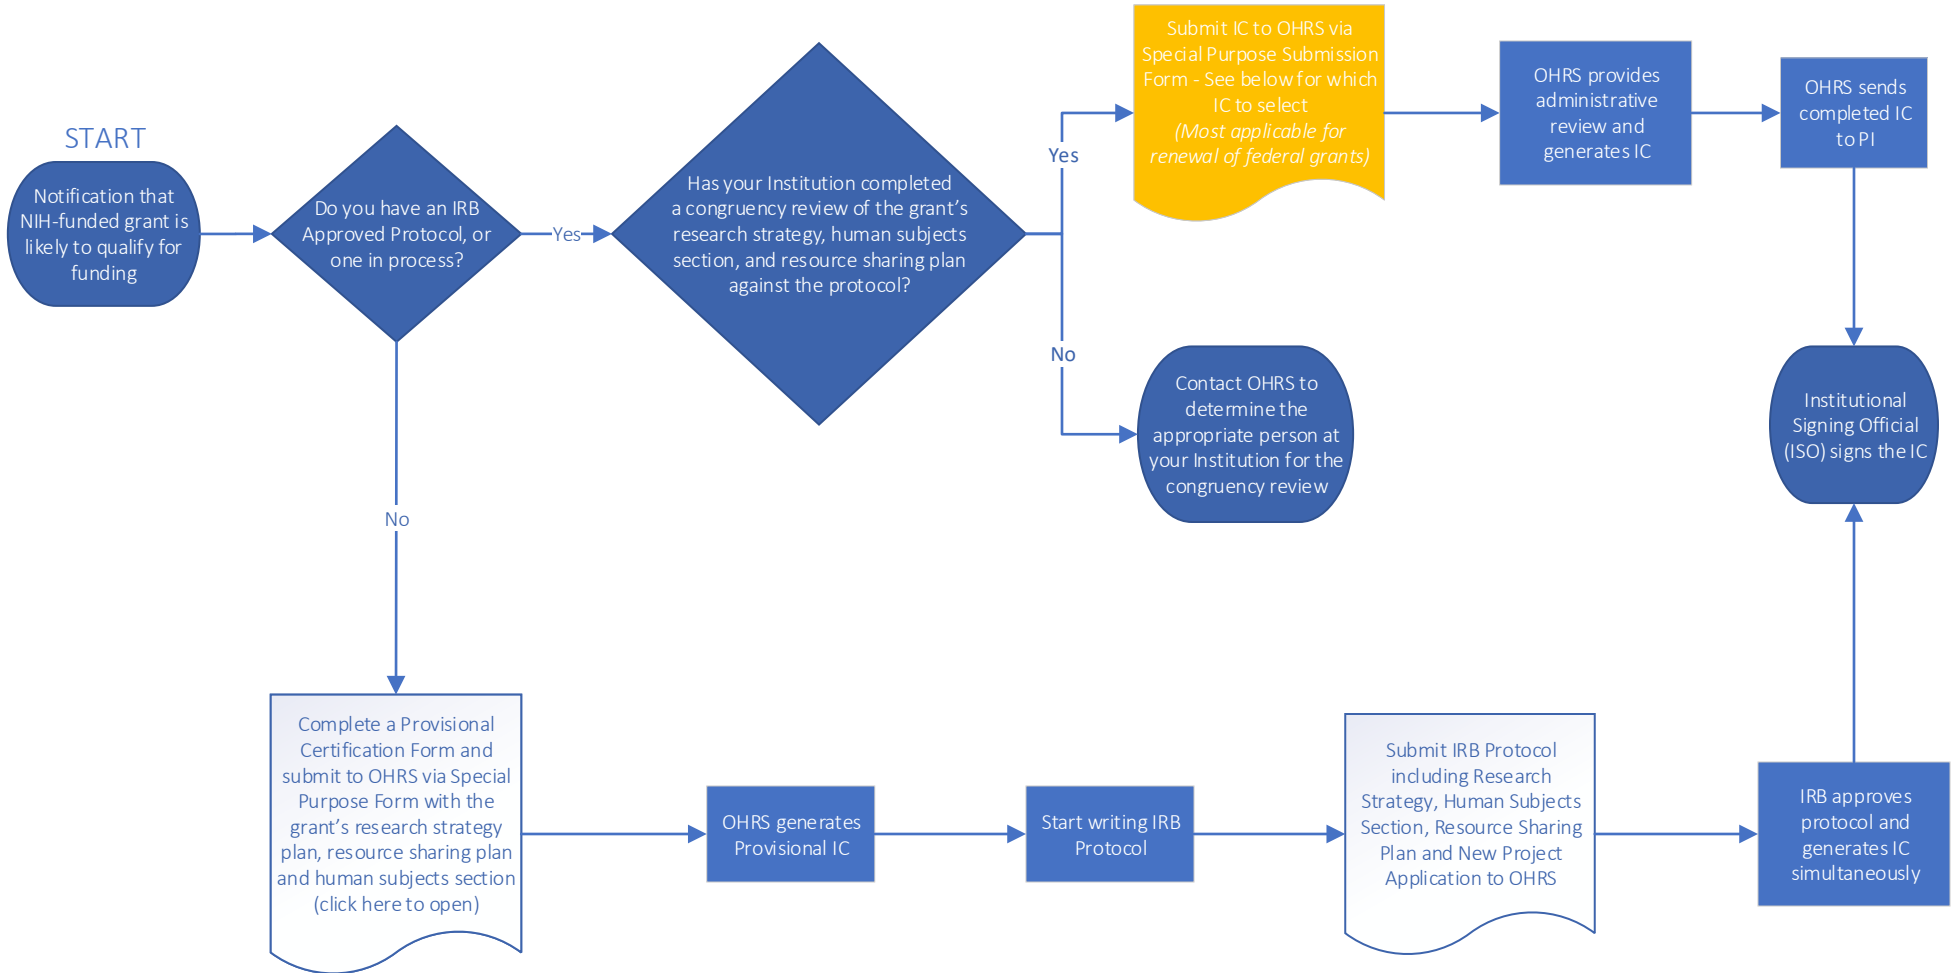 START
Notification that
NIH-funded grant is
likely to qualify for
funding
Do you have an IRB
Approved Protocol, or
one in process?
Yes
Has your Institution completed
a congruency review of the grant’s
research strategy, human subjects
section, and resource sharing plan
against the protocol?
Yes
Submit IC to OHRS via
Special Purpose Submission
Form - See below for which
IC to select
(Most applicable for
renewal of federal grants)
OHRS provides
administrative
review and
generates IC
OHRS sends
completed IC
to PI
No
Contact OHRS to
determine the
appropriate person at
your Institution for the
congruency review
Institutional
Signing Official
(ISO) signs the IC
No
Complete a Provisional
Certification Form and
submit to OHRS via Special
Purpose Form with the
grant’s research strategy
plan, resource sharing plan
and human subjects section
(click here to open)
OHRS generates
Provisional IC
Start writing IRB
Protocol
Submit IRB Protocol
including Research
Strategy, Human Subjects
Section, Resource Sharing
Plan and New Project
Application to OHRS
IRB approves
protocol and
generates IC
simultaneously